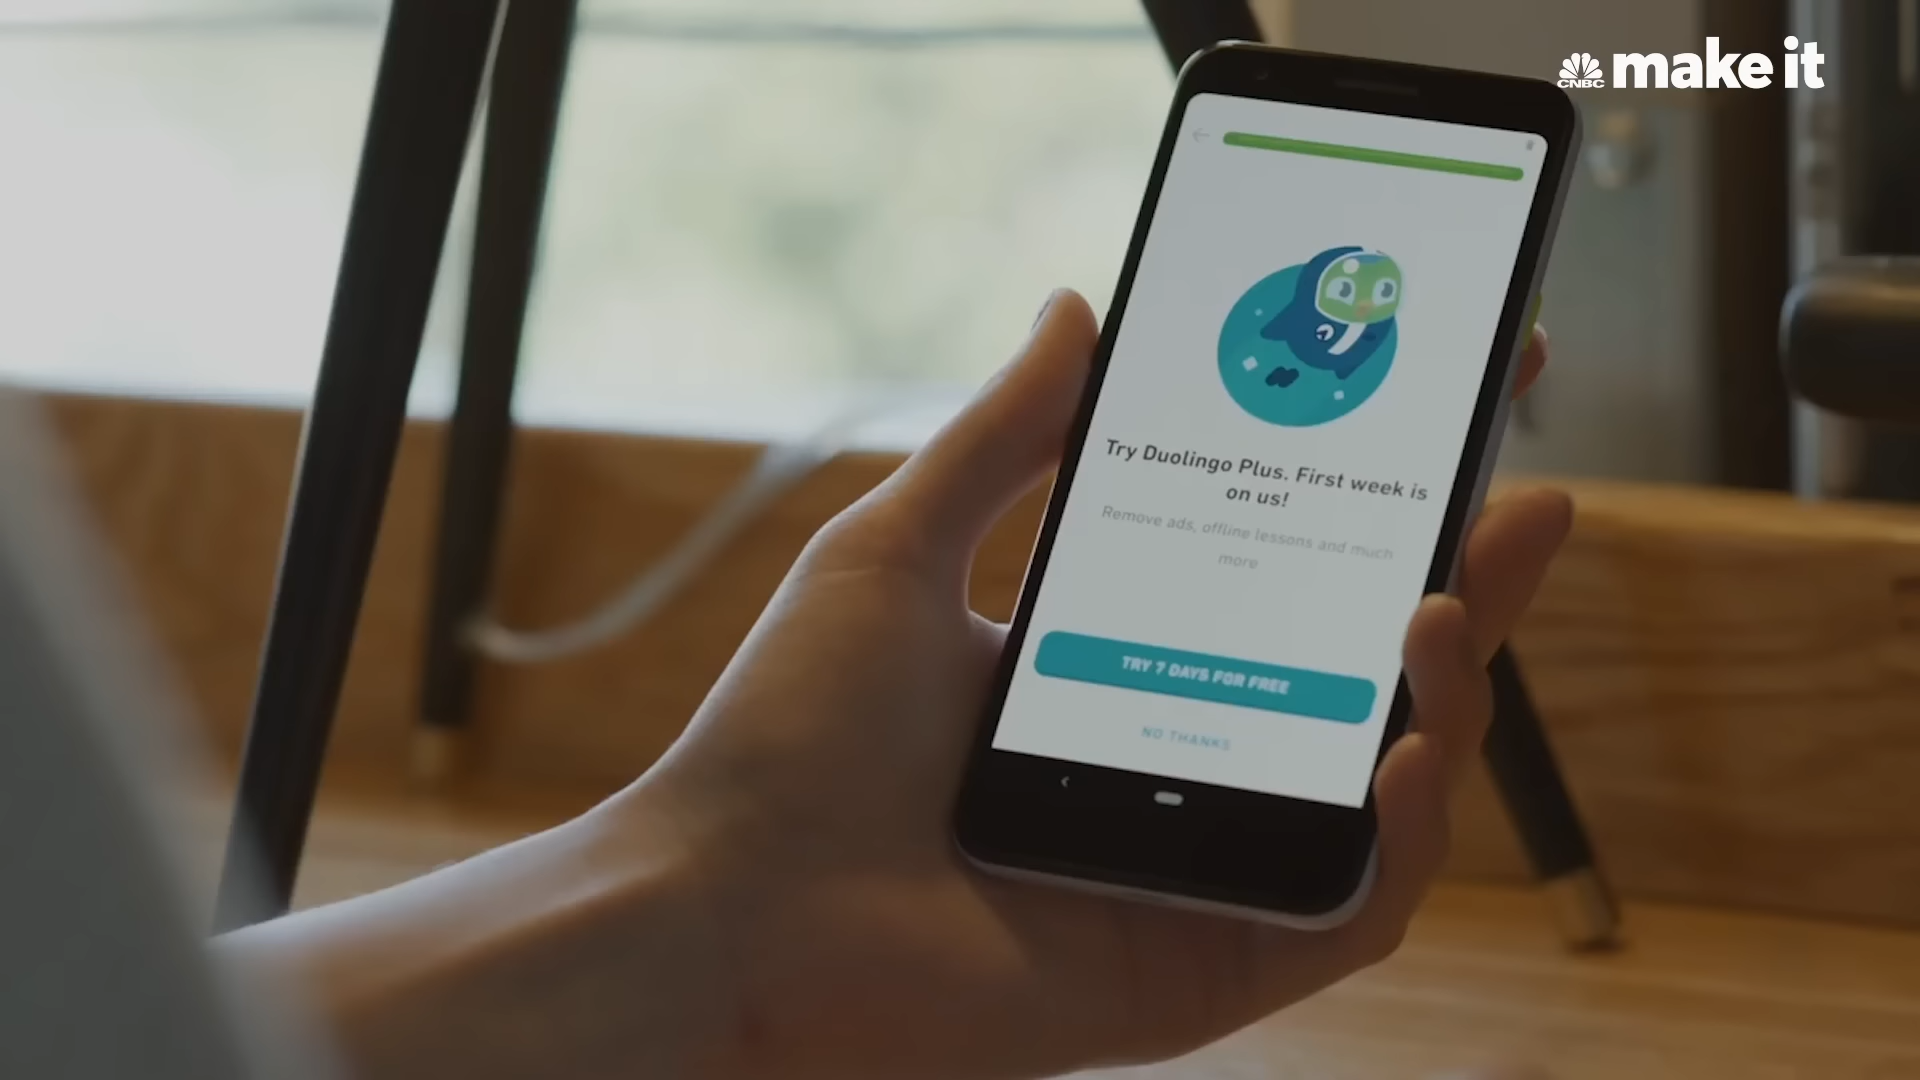 CNBC make it
Try Duolingo Plus. First week is
on us!
Remove ads, offline lessons and much
more
TRY 7 DAYS FOR FREE
NO THANKS